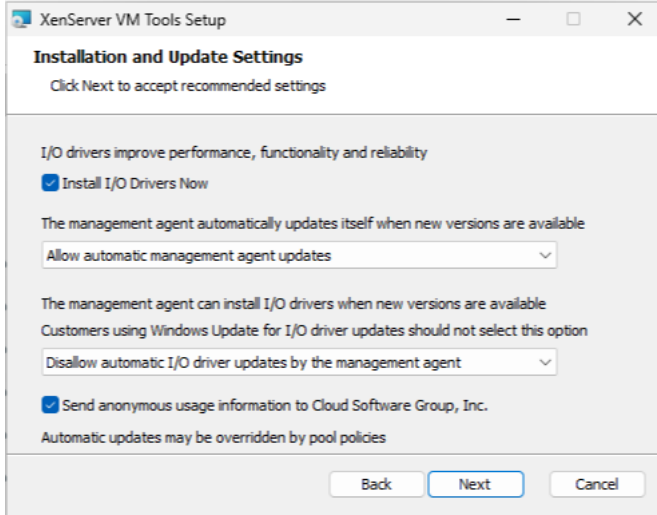 XenServer VM Tools Setup
Installation and Update Settings
Click Next to accept recommended settings
I/O drivers improve performance, functionality and reliability
Install I/O Drivers Now
The management agent automatically updates itself when new versions are available
Allow automatic management agent updates
The management agent can install I/O drivers when new versions are available
Customers using Windows Update for I/O driver updates should not select this option
Disallow automatic I/O driver updates by the management agent
Send anonymous usage information to Cloud Software Group, Inc.
Automatic updates may be overridden by pool policies
Back Next Cancel